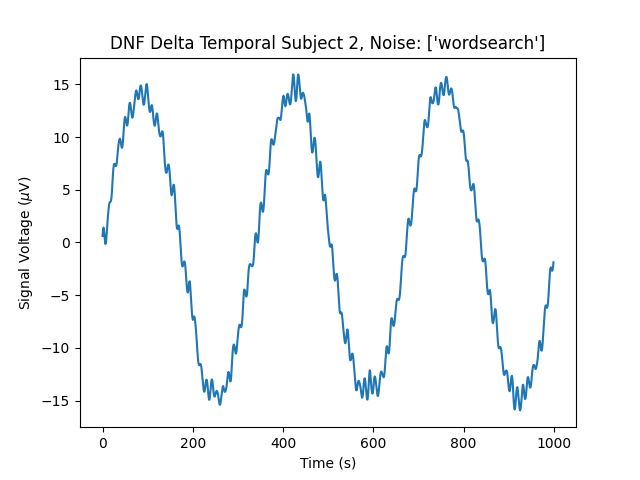 DNF Delta Temporal Subject 2, Noise: ['wordsearch']
Signal Voltage (μV)
15
10
5
0
−5
−10
−15
0 200 400 600 800 1000
Time (s)